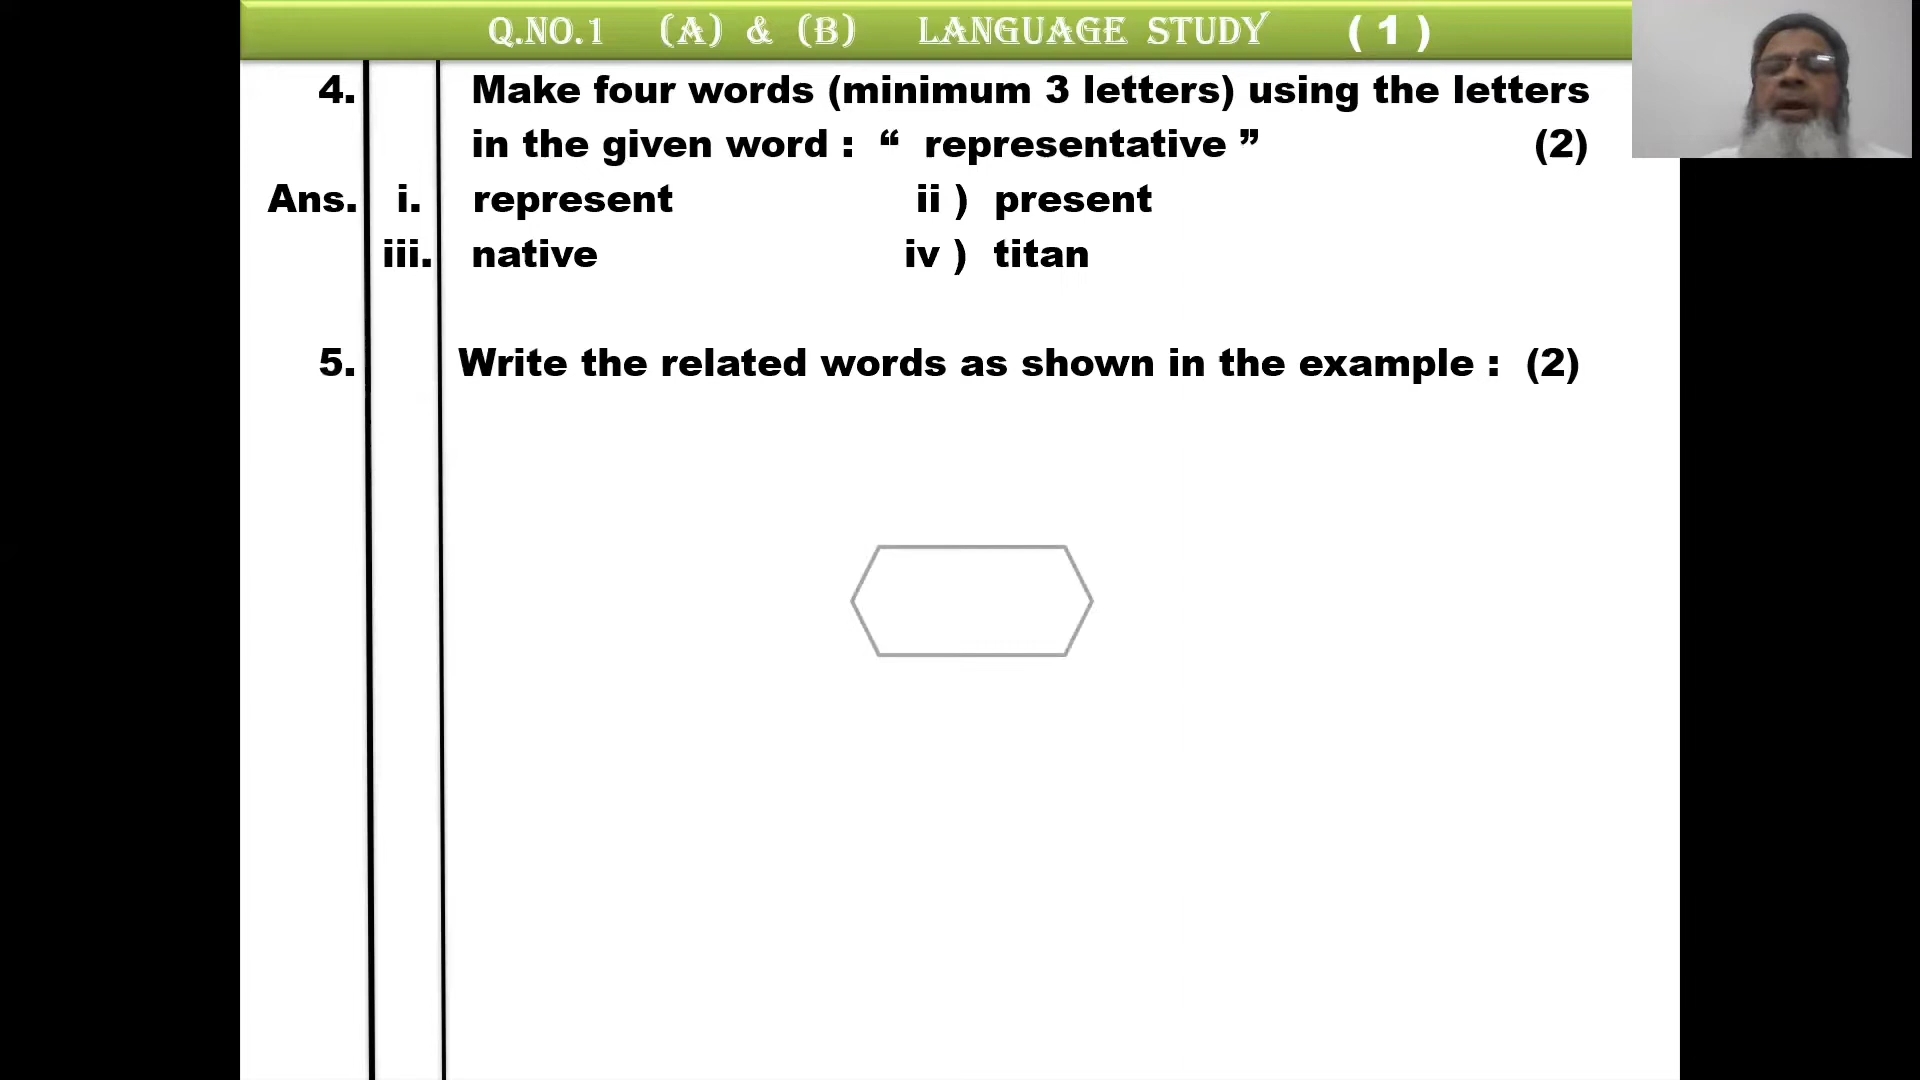 Q.NO.1 (A) & (B) LANGUAGE STUDY ( 1 )
4. Make four words (minimum 3 letters) using the letters
in the given word : “ representative ” (2)
Ans. i. represent ii ) present
iii. native iv ) titan
5. Write the related words as shown in the example : (2)